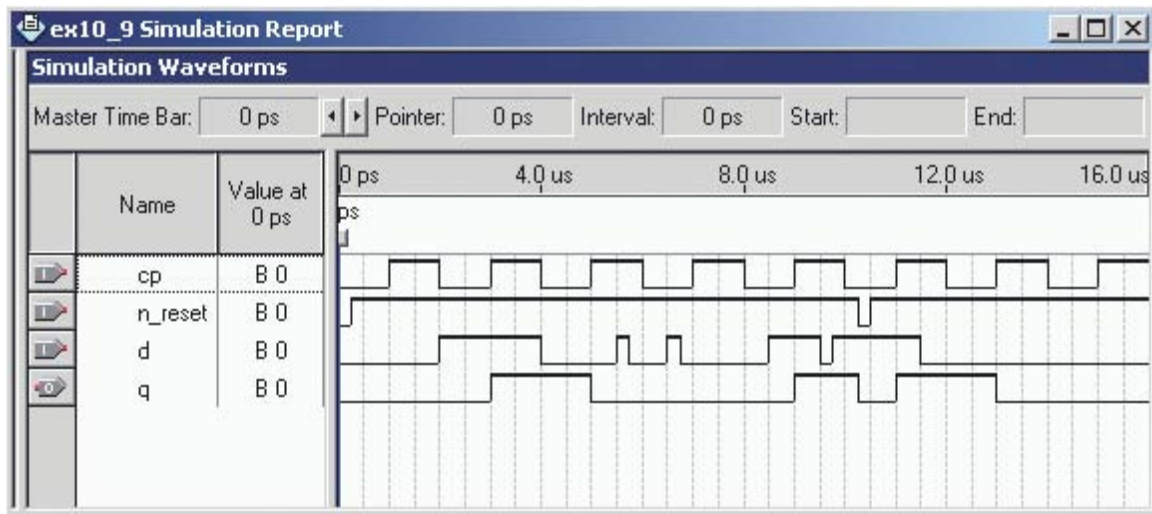 ex10_9 Simulation Report
Simulation Waveforms
Master Time Bar: 0 ps Pointer: 0 ps Interval: 0 ps Start: End:
Name Value at 0 ps
0 ps 4.0 us 8.0 us 12.0 us 16.0 us
ps
cp B 0
n_reset B 0
d B 0
q B 0